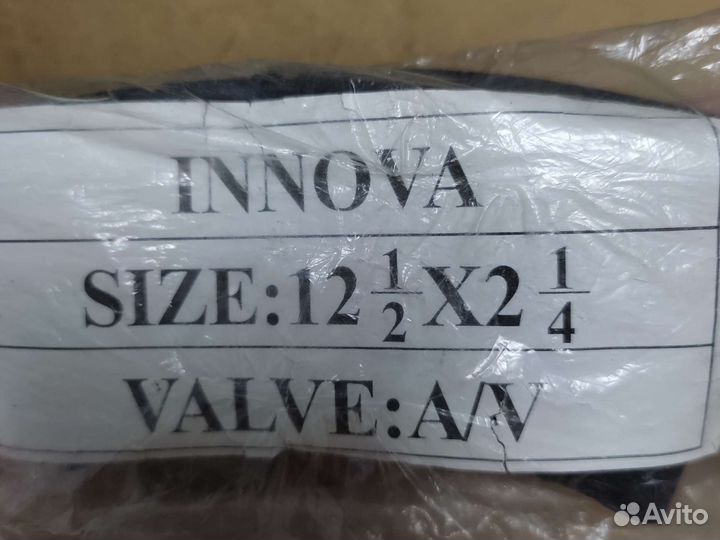 INNOVA
SIZE:12 1/2 X2 1/4
VALVE:A/V
Avito